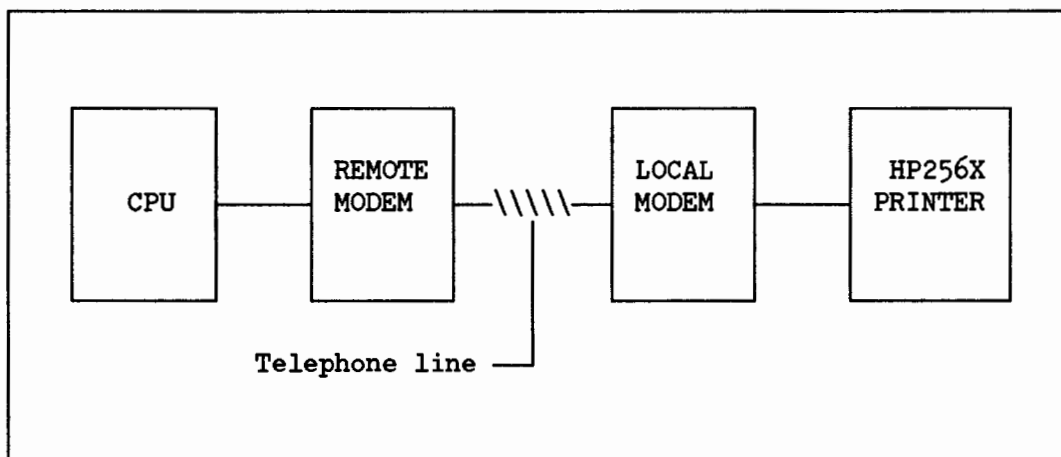 CPU
REMOTE
MODEM
LOCAL
MODEM
HP256X
PRINTER
Telephone line